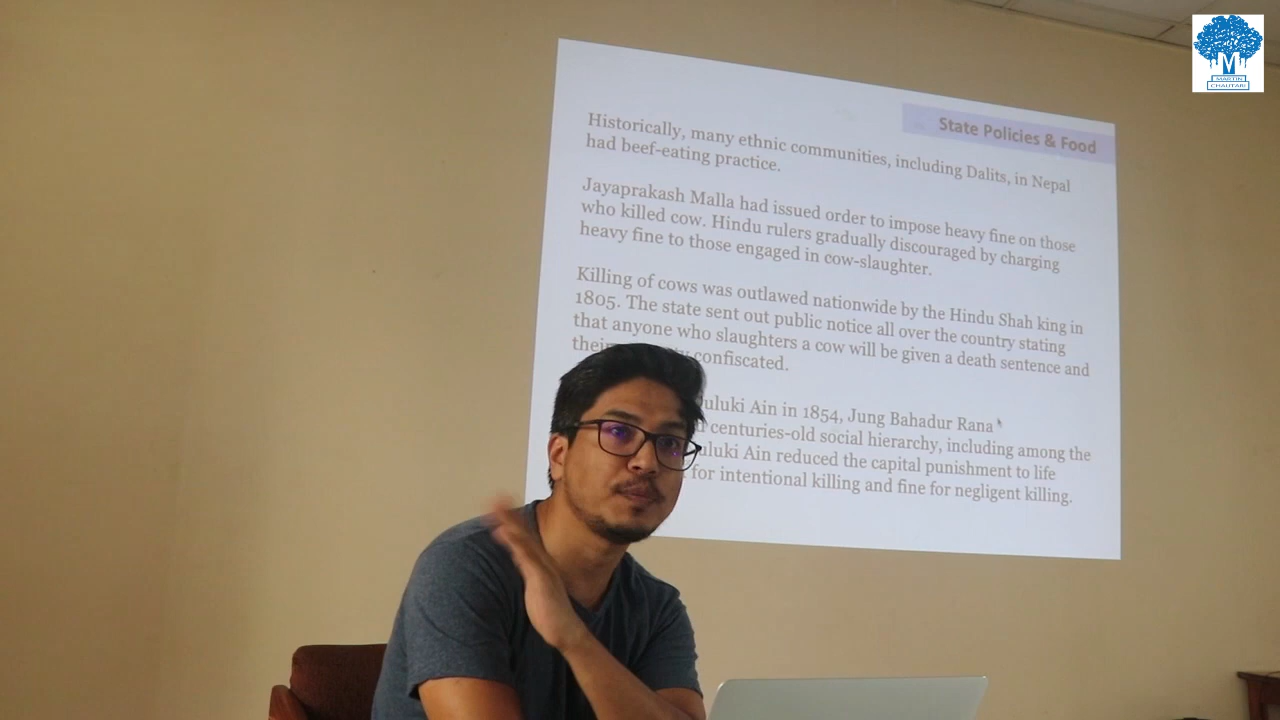 State Policies & Food
Historically, many ethnic communities, including Dalits, in Nepal
had beef-eating practice.
Jayaprakash Malla had issued order to impose heavy fine on those
who killed cow. Hindu rulers gradually discouraged by charging
heavy fine to those engaged in cow-slaughter.
Killing of cows was outlawed nationwide by the Hindu Shah king in
1805. The state sent out public notice all over the country stating
that anyone who slaughters a cow will be given a death sentence and
confiscated.
uluki Ain in 1854, Jung Bahadur Rana
centuries-old social hierarchy, including among the
uluki Ain reduced the capital punishment to life
for intentional killing and fine for negligent killing.
M
MARTIN
CHAUTARI